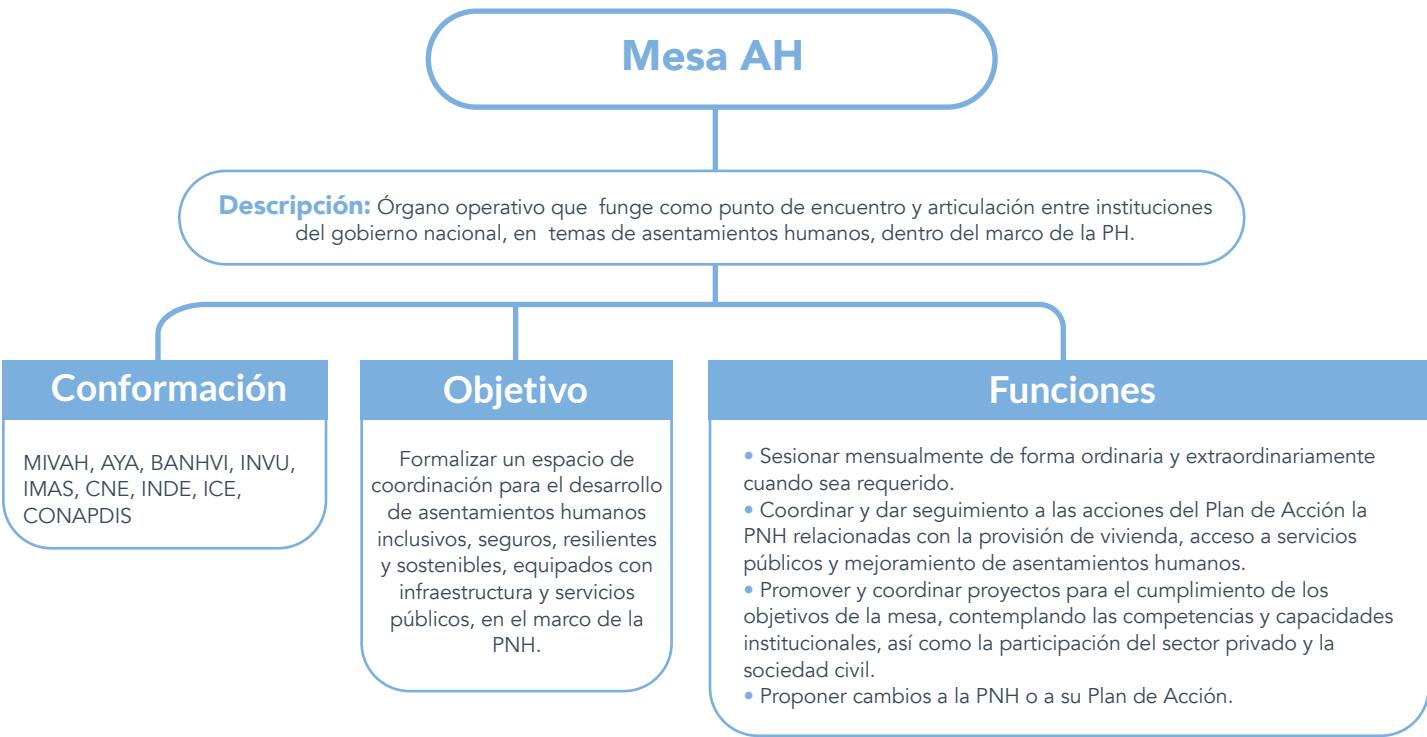 Mesa AH
Descripción: Órgano operativo que funge como punto de encuentro y articulación entre instituciones
del gobierno nacional, en temas de asentamientos humanos, dentro del marco de la PH.
Conformación
MIVAH, AYA, BANHVI, INVU,
IMAS, CNE, INDE, ICE,
CONAPDIS
Objetivo
Formalizar un espacio de
coordinación para el desarrollo
de asentamientos humanos
inclusivos, seguros, resilientes
y sostenibles, equipados con
infraestructura y servicios
públicos, en el marco de la
PNH.
Funciones
• Sesionar mensualmente de forma ordinaria y extraordinariamente
cuando sea requerido.
• Coordinar y dar seguimiento a las acciones del Plan de Acción la
PNH relacionadas con la provisión de vivienda, acceso a servicios
públicos y mejoramiento de asentamientos humanos.
• Promover y coordinar proyectos para el cumplimiento de los
objetivos de la mesa, contemplando las competencias y capacidades
institucionales, así como la participación del sector privado y la
sociedad civil.
• Proponer cambios a la PNH o a su Plan de Acción.